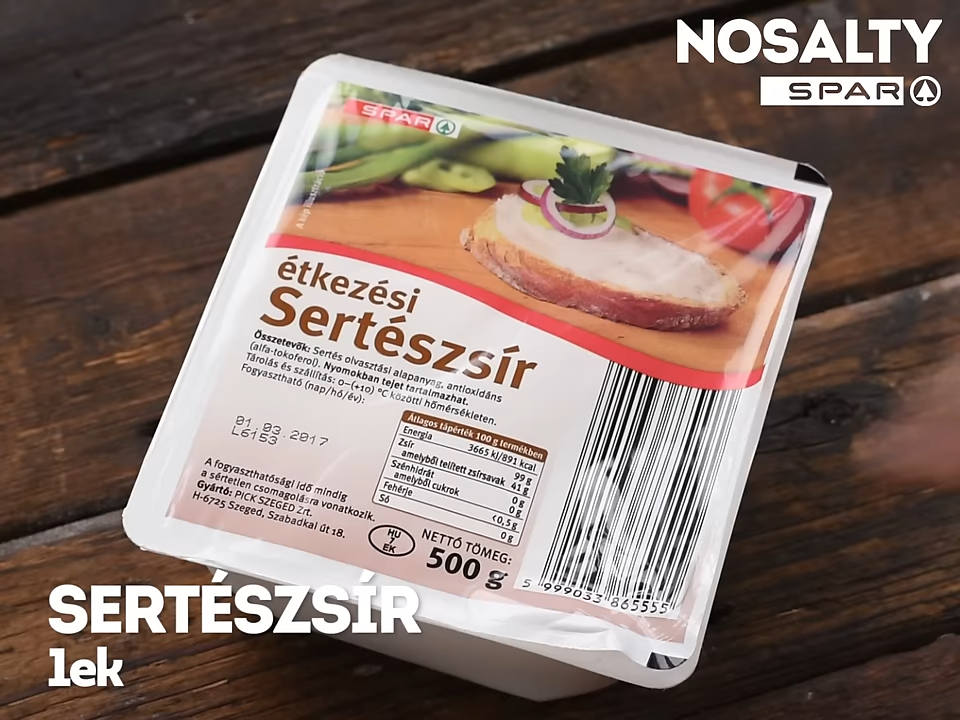 NOSALTY
SPAR
SPAR
étkezési
Sertészsír
Összetevők: Sertés olvasztási alapanyag, antioxidáns
(alfa-tokoferol). Nyomokban tejet tartalmazhat.
Tárolás és szállítás: 0–(+10) °C közötti hőmérsékleten.
Fogyasztható (nap/hó/év):
01.03.2017
L6153
Átlagos tápérték 100 g termékben
Energia 3665 kJ/891 kcal
Zsír 99 g
amelyből telített zsírsavak 41 g
Szénhidrát 0 g
amelyből cukrok 0 g
Fehérje <0,5 g
Só 0 g
A fogyaszthatósági idő mindig
a sértetlen csomagolásra vonatkozik.
Gyártó: PICK SZEGED Zrt.
H-6725 Szeged, Szabadkai út 18.
HU
7
EK
NETTÓ TÖMEG:
500 g
5 999033 865555
SERTÉSZSÍR
1ek